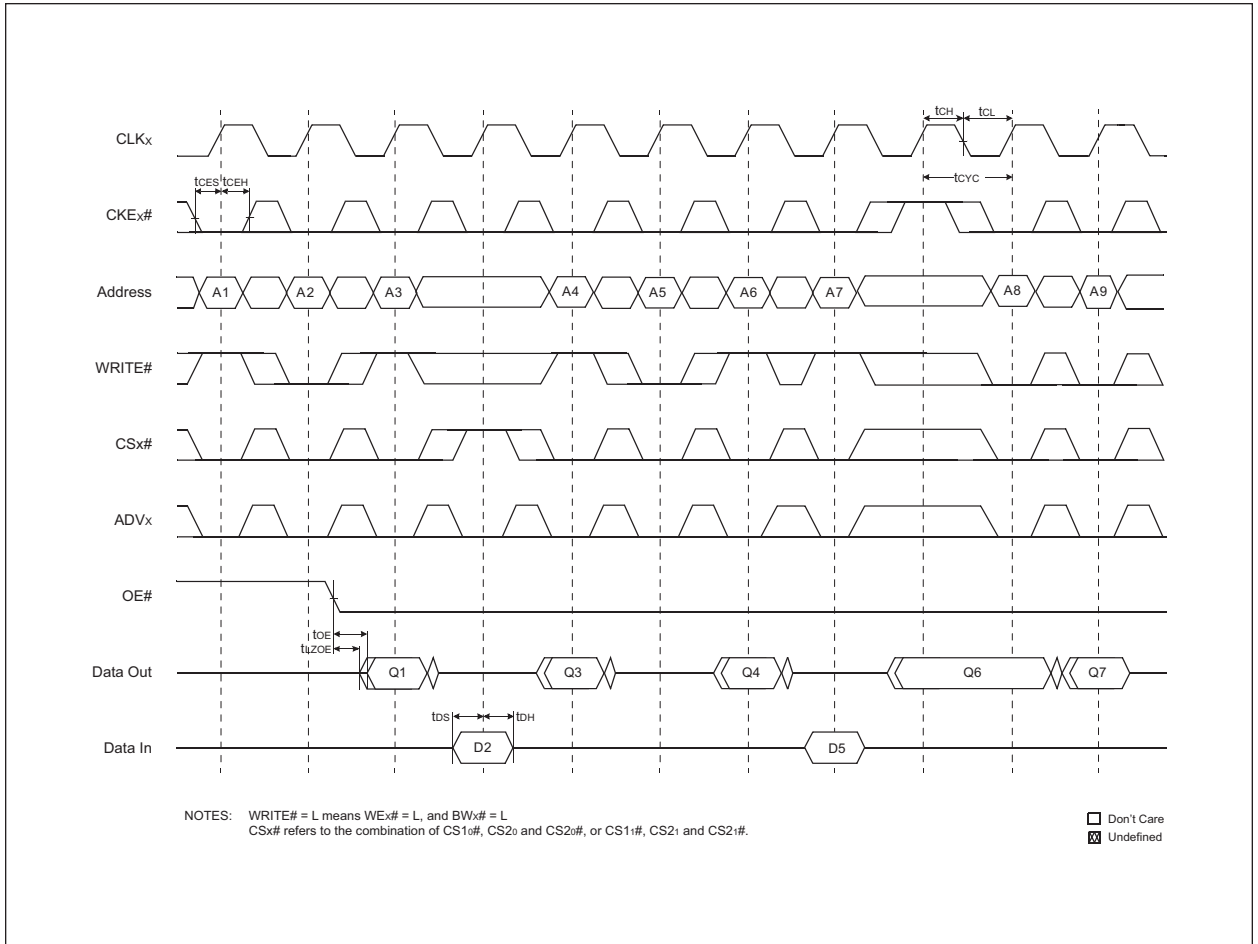 tCH tCL
CLKx
tCES tCEH tCYC
CKEx#
Address A1 A2 A3 A4 A5 A6 A7 A8 A9
WRITE#
CSx#
ADVx
OE#
tOE
tLZOE
Data Out Q1 Q3 Q4 Q6 Q7
tDS tDH
Data In D2 D5
NOTES: WRITE# = L means WEx# = L, and BWx# = L
CSx# refers to the combination of CS10#, CS20 and CS20#, or CS11#, CS21 and CS21#.
Don't Care
Undefined